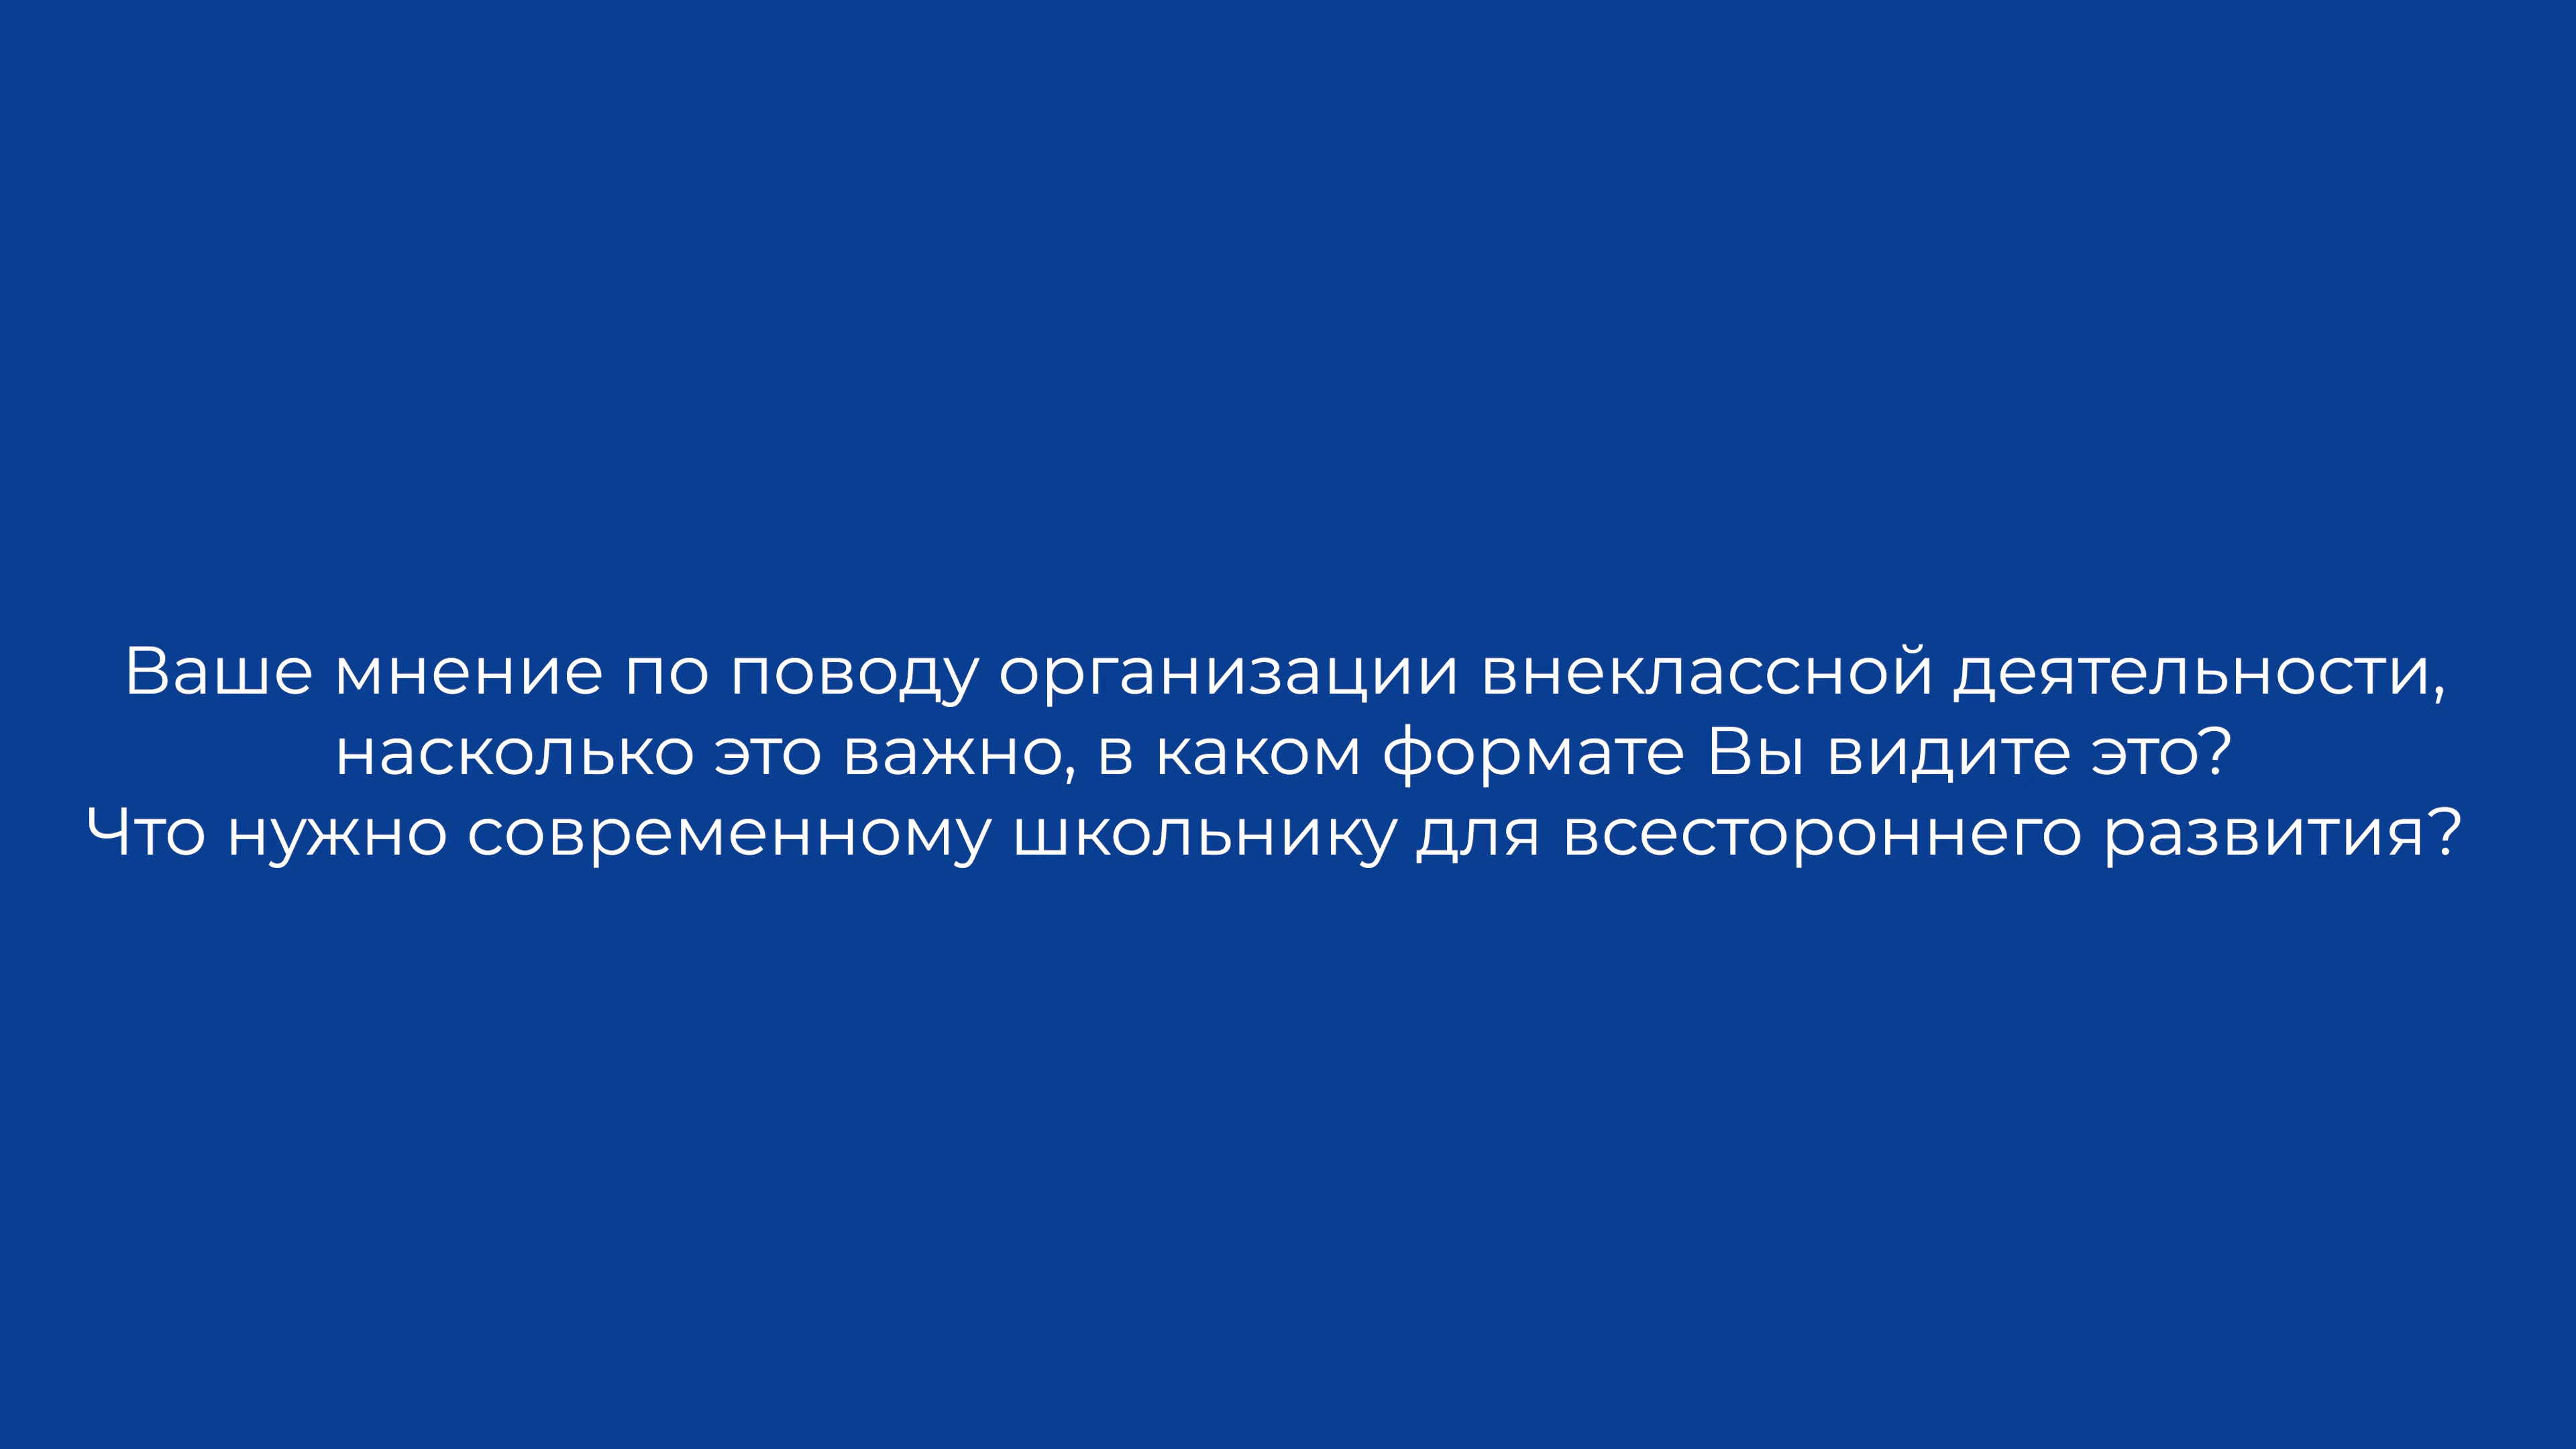 Ваше мнение по поводу организации внеклассной деятельности,
насколько это важно, в каком формате Вы видите это?
Что нужно современному школьнику для всестороннего развития?